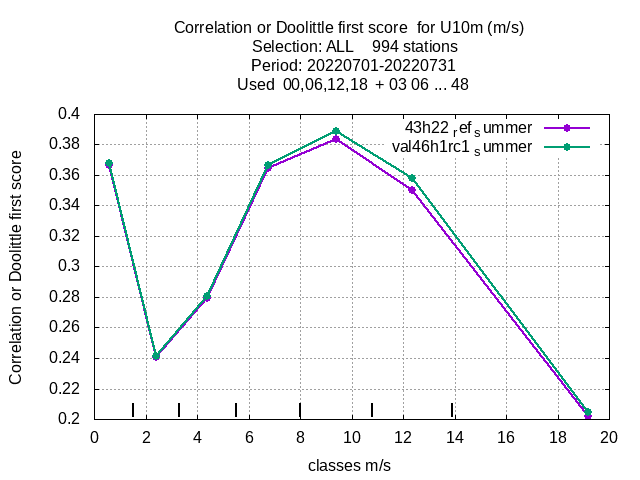 Correlation or Doolittle first score  for U10m (m/s)
Selection: ALL    994 stations
Period: 20220701-20220731
Used  00,06,12,18  + 03 06 ... 48
43h22 ref summer
val46h1rc1 summer
Correlation or Doolittle first score
0.4
0.38
0.36
0.34
0.32
0.3
0.28
0.26
0.24
0.22
0.2
0 2 4 6 8 10 12 14 16 18 20
classes m/s